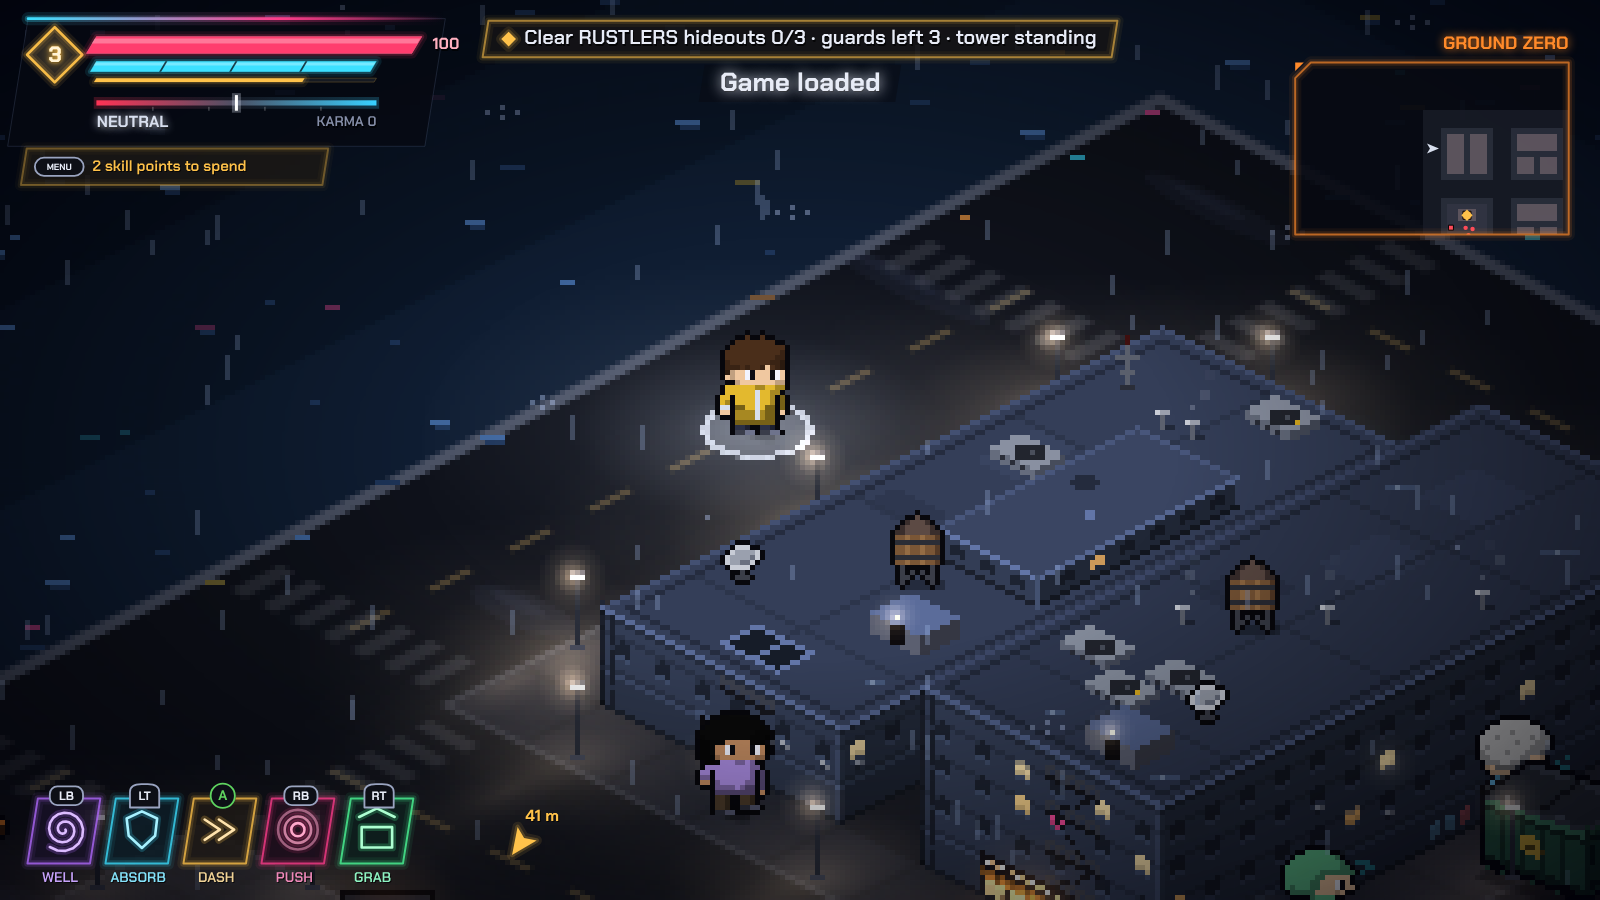 3
100
NEUTRAL
KARMA 0
MENU
2 skill points to spend
Clear RUSTLERS hideouts 0/3 · guards left 3 · tower standing
Game loaded
GROUND ZERO
41 m
LB
LT
A
RB
RT
WELL
ABSORB
DASH
PUSH
GRAB